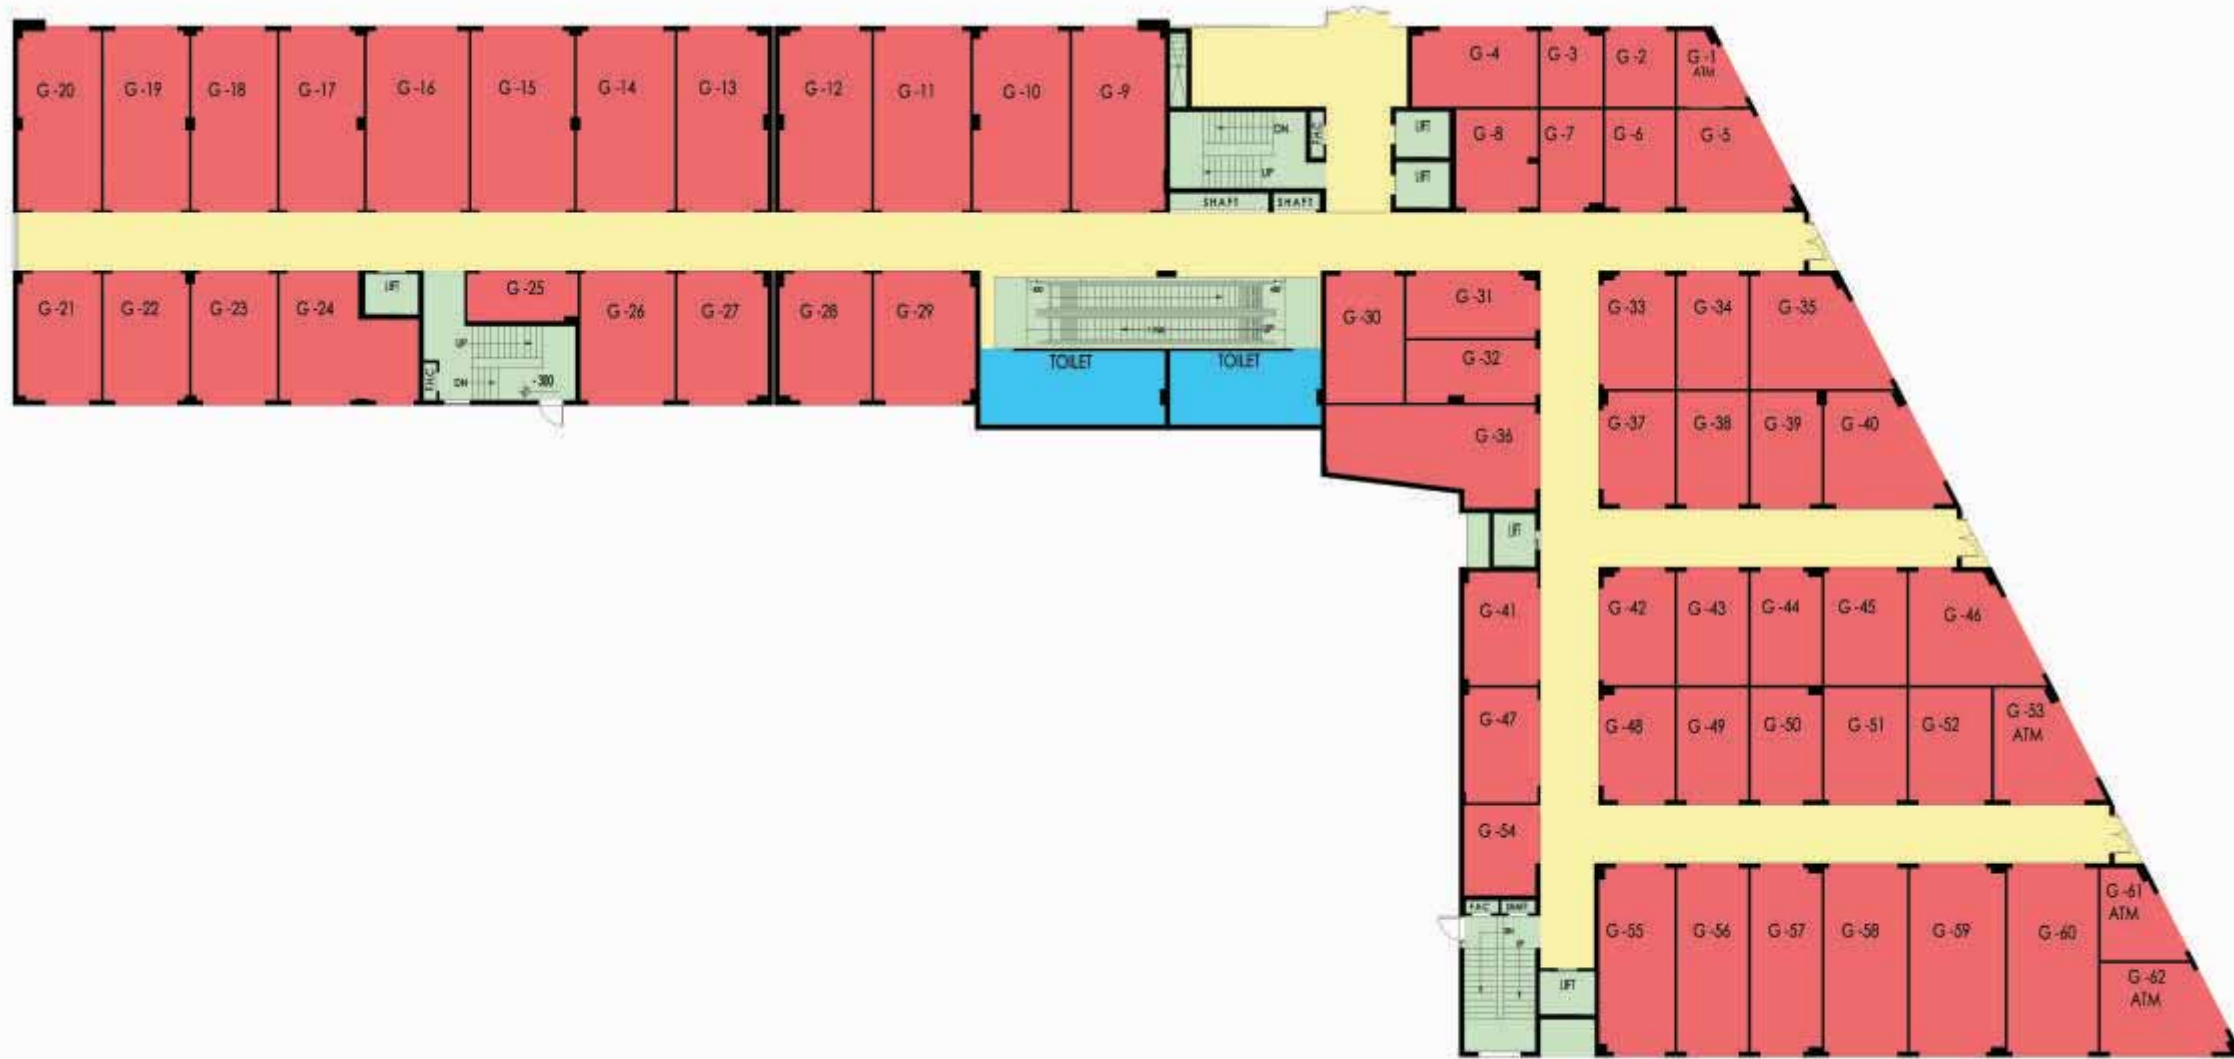 G -20
G -19
G -18
G -17
G -16
G -15
G -14
G -13
G -12
G -11
G -10
G -9
G -4
G -3
G -2
G -1
ATM
DN
UP
F.H.C
LIFT
LIFT
SHAFT
SHAFT
G -8
G -7
G -6
G -5
G -21
G -22
G -23
G -24
LIFT
G -25
UP
DN
F.H.C
-300
G -26
G -27
G -28
G -29
UP
TOILET
TOILET
G -30
G -31
G -32
G -33
G -34
G -35
G -36
G -37
G -38
G -39
G -40
LIFT
G -41
G -42
G -43
G -44
G -45
G -46
G -47
G -48
G -49
G -50
G -51
G -52
G -53
ATM
G -54
F.H.C
SHAFT
DN
UP
LIFT
G -55
G -56
G -57
G -58
G -59
G -60
G -61
ATM
G -62
ATM